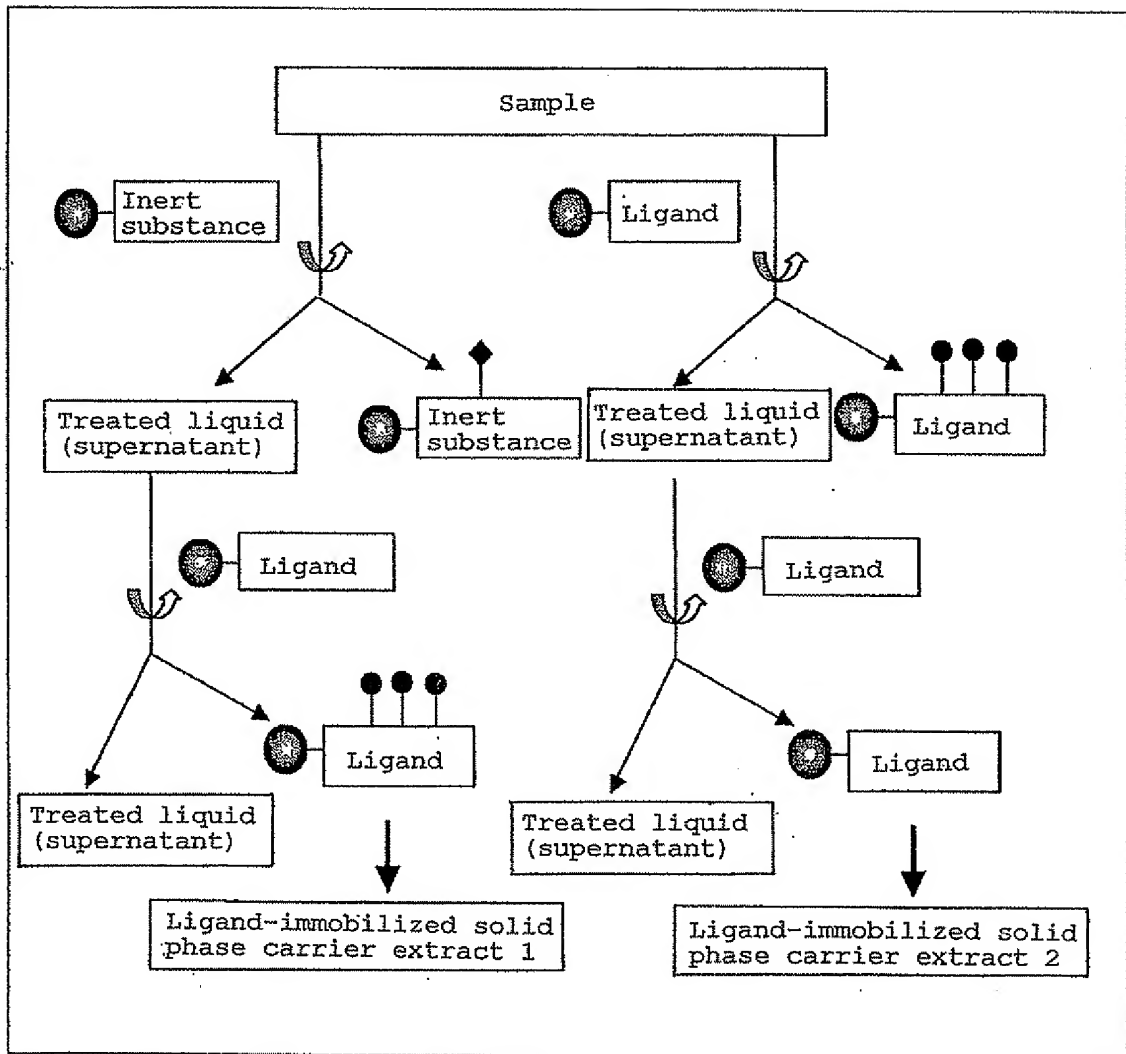 Sample
Inert
substance
Ligand
Treated liquid
(supernatant)
Inert
substance
Treated liquid
(supernatant)
Ligand
Ligand
Ligand
Ligand
Ligand
Treated liquid
(supernatant)
Treated liquid
(supernatant)
Ligand-immobilized solid
phase carrier extract 1
Ligand-immobilized solid
phase carrier extract 2